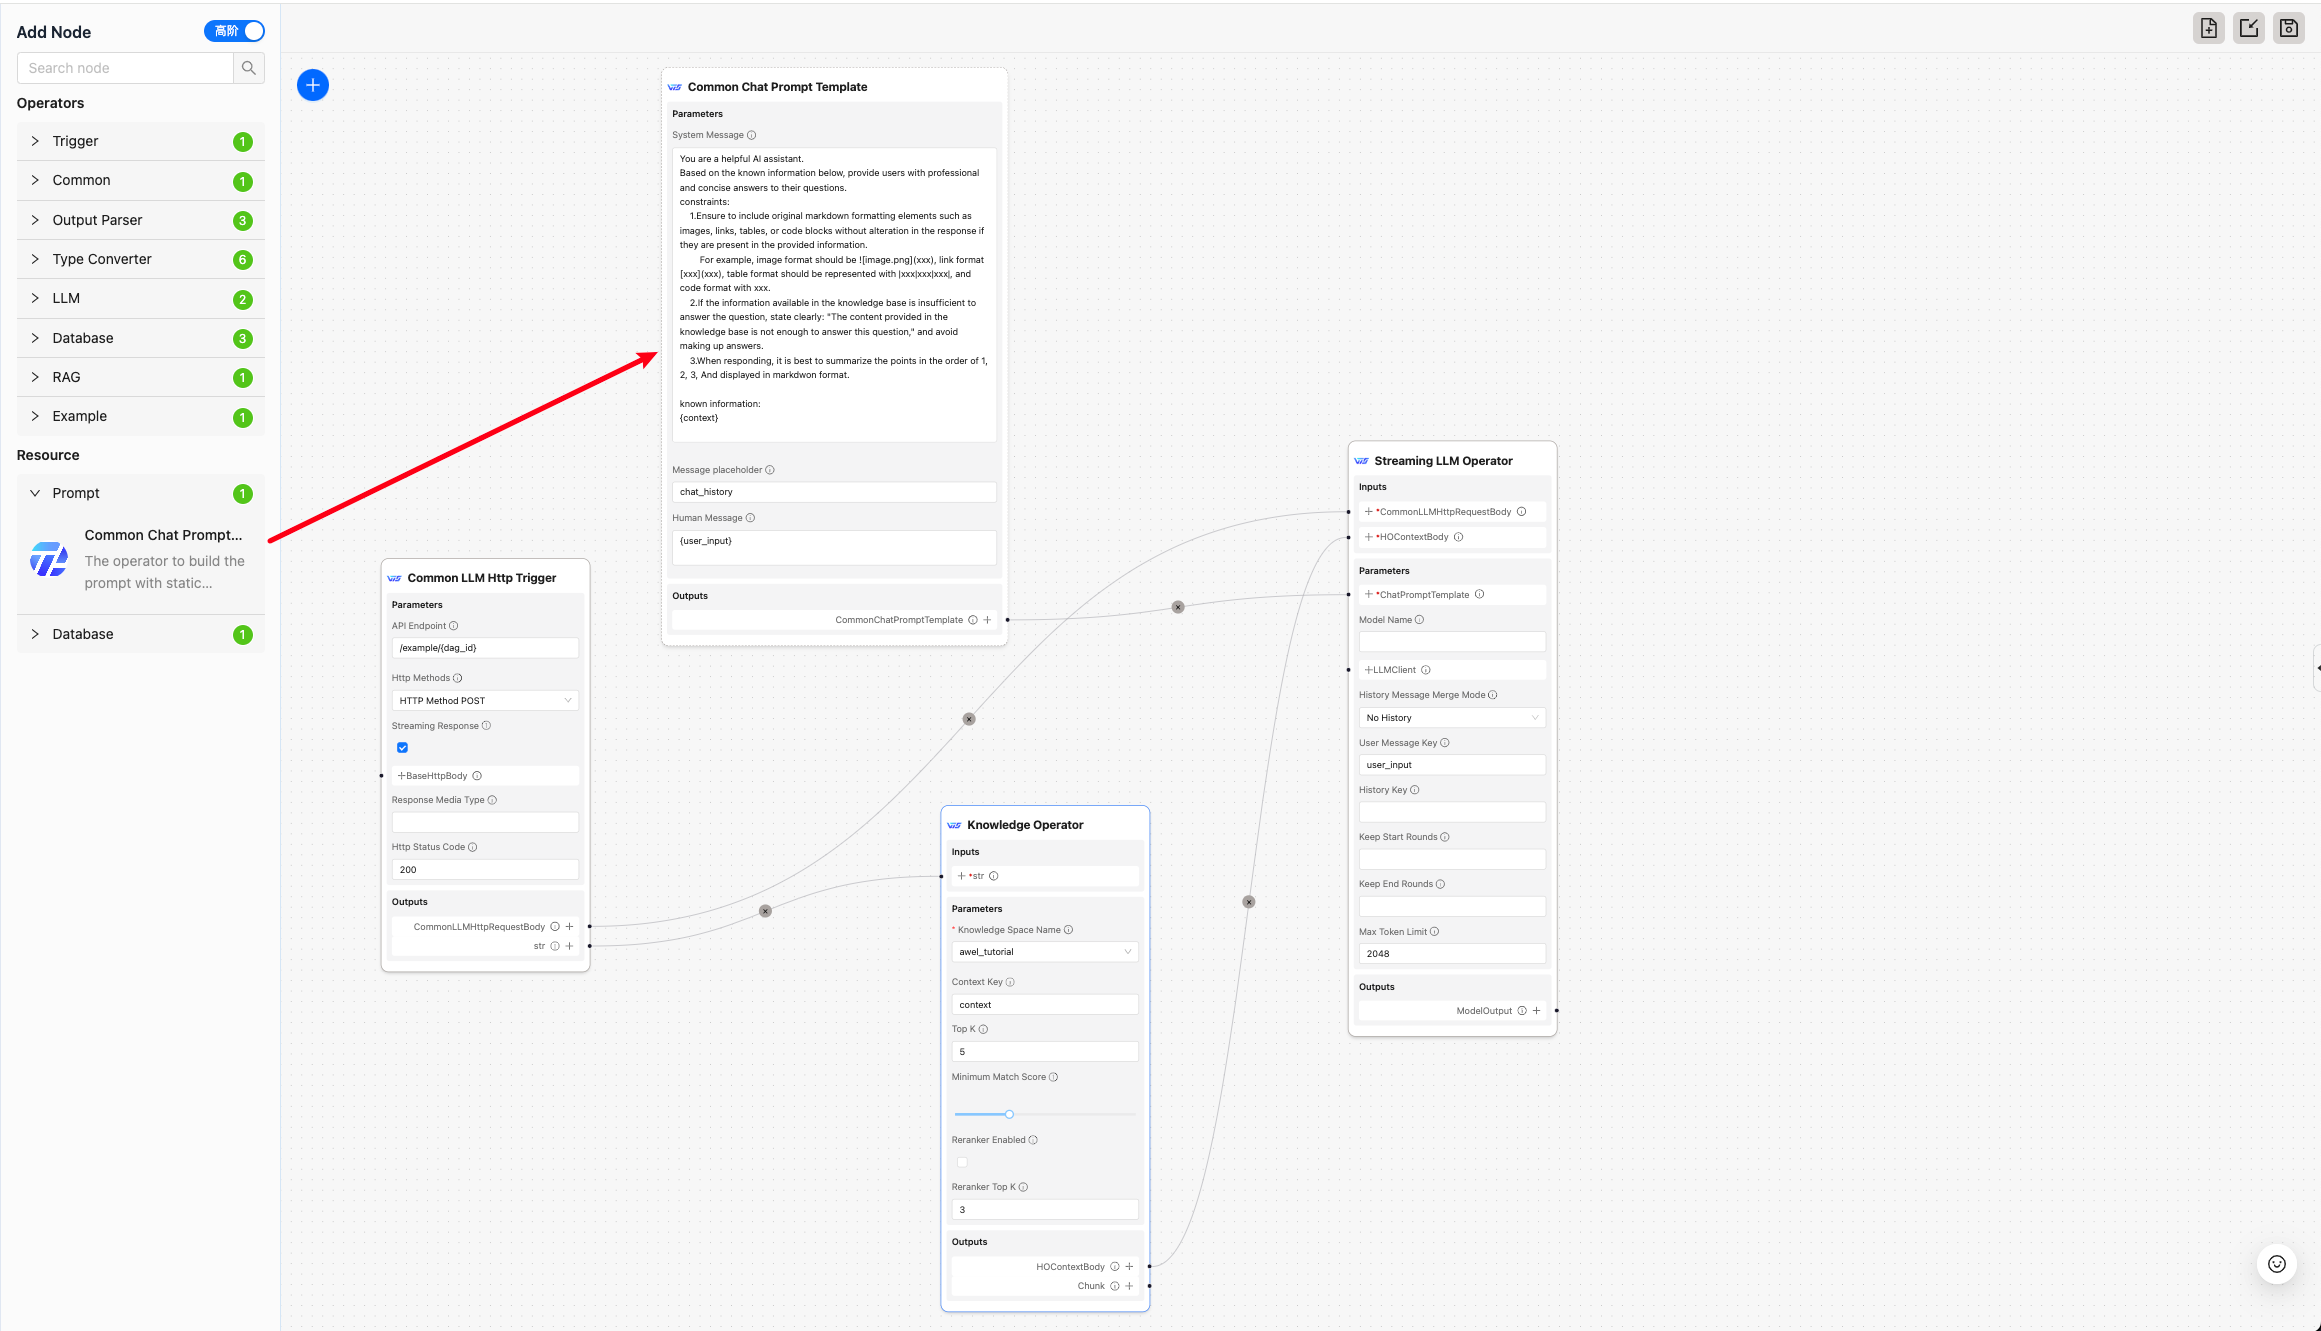 Add Node
高阶
Search node
Operators
Trigger
1
Common
1
Output Parser
3
Type Converter
6
LLM
2
Database
3
RAG
1
Example
1
Resource
Prompt
1
Common Chat Prompt...
The operator to build the
prompt with static...
Database
1
Common LLM Http Trigger
Parameters
API Endpoint
/example/{dag_id}
Http Methods
HTTP Method POST
Streaming Response
BaseHttpBody
Response Media Type
Http Status Code
200
Outputs
CommonLLMHttpRequestBody
str
Common Chat Prompt Template
Parameters
System Message
You are a helpful AI assistant.
Based on the known information below, provide users with professional
and concise answers to their questions.
constraints:
1.Ensure to include original markdown formatting elements such as
images, links, tables, or code blocks without alteration in the response if
they are present in the provided information.
For example, image format should be ![image.png](xxx), link format
[xxx](xxx), table format should be represented with |xxx|xxx|xxx|, and
code format with xxx.
2.If the information available in the knowledge base is insufficient to
answer the question, state clearly: "The content provided in the
knowledge base is not enough to answer this question," and avoid
making up answers.
3.When responding, it is best to summarize the points in the order of 1,
2, 3, And displayed in markdwon format.
known information:
{context}
Message placeholder
chat_history
Human Message
{user_input}
Outputs
CommonChatPromptTemplate
Knowledge Operator
Inputs
*str
Parameters
* Knowledge Space Name
awel_tutorial
Context Key
context
Top K
5
Minimum Match Score
Reranker Enabled
Reranker Top K
3
Outputs
HOContextBody
Chunk
Streaming LLM Operator
Inputs
*CommonLLMHttpRequestBody
*HOContextBody
Parameters
*ChatPromptTemplate
Model Name
LLMClient
History Message Merge Mode
No History
User Message Key
user_input
History Key
Keep Start Rounds
Keep End Rounds
Max Token Limit
2048
Outputs
ModelOutput